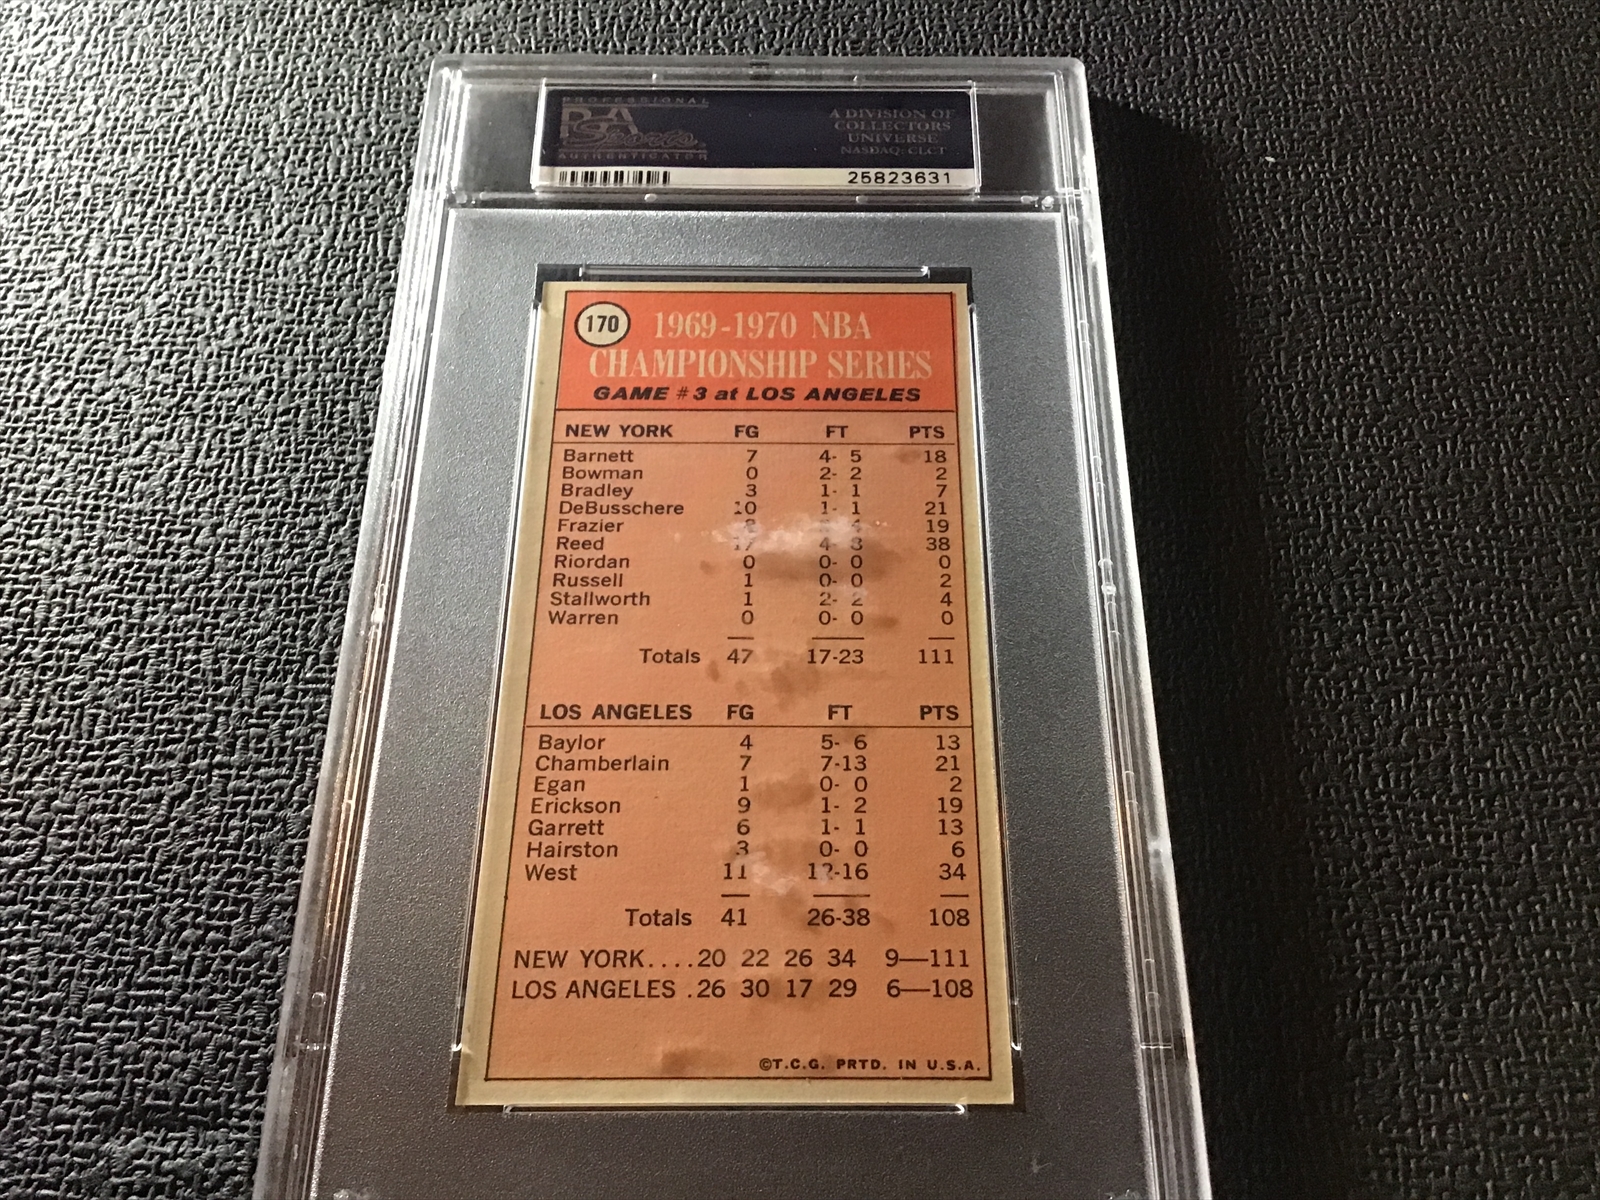 PROFESSIONAL
PSA
Sports
AUTHENTICATOR
A DIVISION OF
COLLECTORS
UNIVERSE
NASDAQ: CLCT
25823631
170
1969-1970 NBA
CHAMPIONSHIP SERIES
GAME #3 at LOS ANGELES
NEW YORK FG FT PTS
Barnett 7 4- 5 18
Bowman 0 2- 2 2
Bradley 3 1- 1 7
DeBusschere 10 1- 1 21
Frazier 19
Reed 17 4- 38
Riordan 0 0- 0 0
Russell 1 0- 0 2
Stallworth 1 2- 2 4
Warren 0 0- 0 0
Totals 47 17-23 111
LOS ANGELES FG FT PTS
Baylor 4 5- 6 13
Chamberlain 7 7-13 21
Egan 1 0- 0 2
Erickson 9 1- 2 19
Garrett 6 1- 1 13
Hairston 3 0- 0 6
West 11 12-16 34
Totals 41 26-38 108
NEW YORK....20 22 26 34 9—111
LOS ANGELES .26 30 17 29 6—108
©T.C.G. PRTD. IN U.S.A.